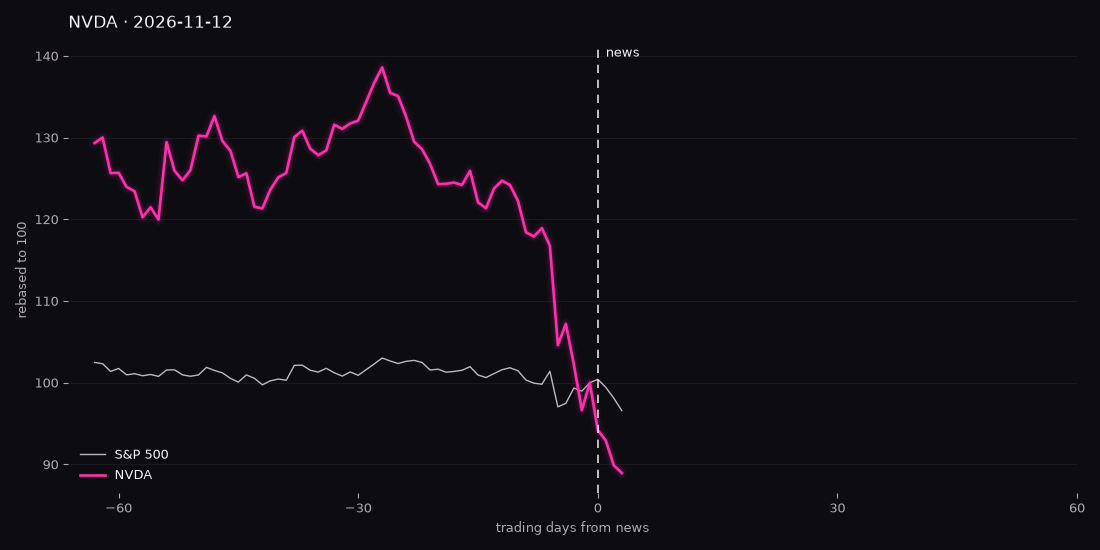 NVDA · 2026-11-12
news
140
130
120
110
100
90
rebased to 100
S&P 500
NVDA
−60
−30
0
30
60
trading days from news